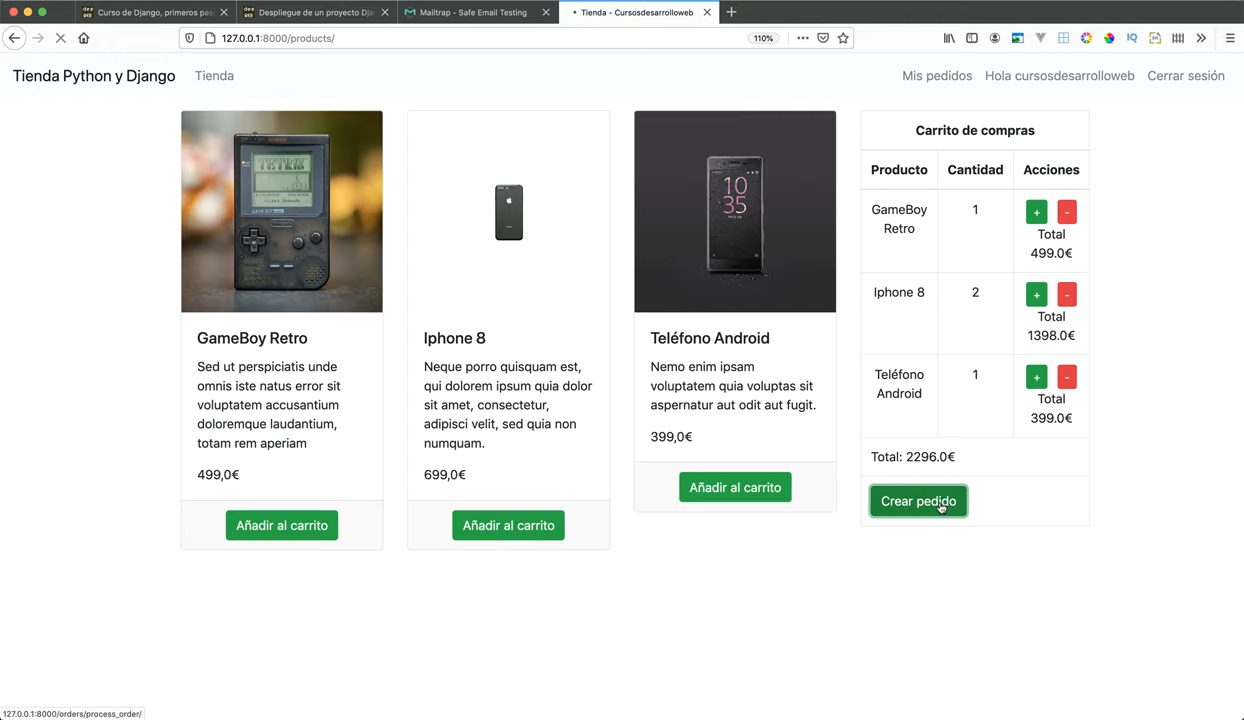 Curso de Django, primeros pas
Despliegue de un proyecto Dja
Mailtrap - Safe Email Testing
Tienda - Cursosdesarrolloweb
127.0.0.1:8000/products/
110%
Tienda Python y Django
Tienda
Mis pedidos
Hola cursosdesarrolloweb
Cerrar sesión
TETRIS
GameBoy Retro
Sed ut perspiciatis unde
omnis iste natus error sit
voluptatem accusantium
doloremque laudantium,
totam rem aperiam
499,0€
Añadir al carrito
Iphone 8
Neque porro quisquam est,
qui dolorem ipsum quia dolor
sit amet, consectetur,
adipisci velit, sed quia non
numquam.
699,0€
Añadir al carrito
10
35
Teléfono Android
Nemo enim ipsam
voluptatem quia voluptas sit
aspernatur aut odit aut fugit.
399,0€
Añadir al carrito
Carrito de compras
Producto Cantidad Acciones
GameBoy
Retro
1
+ -
Total
499.0€
Iphone 8
2
+ -
Total
1398.0€
Teléfono
Android
1
+ -
Total
399.0€
Total: 2296.0€
Crear pedido
127.0.0.1:8000/orders/process_order/